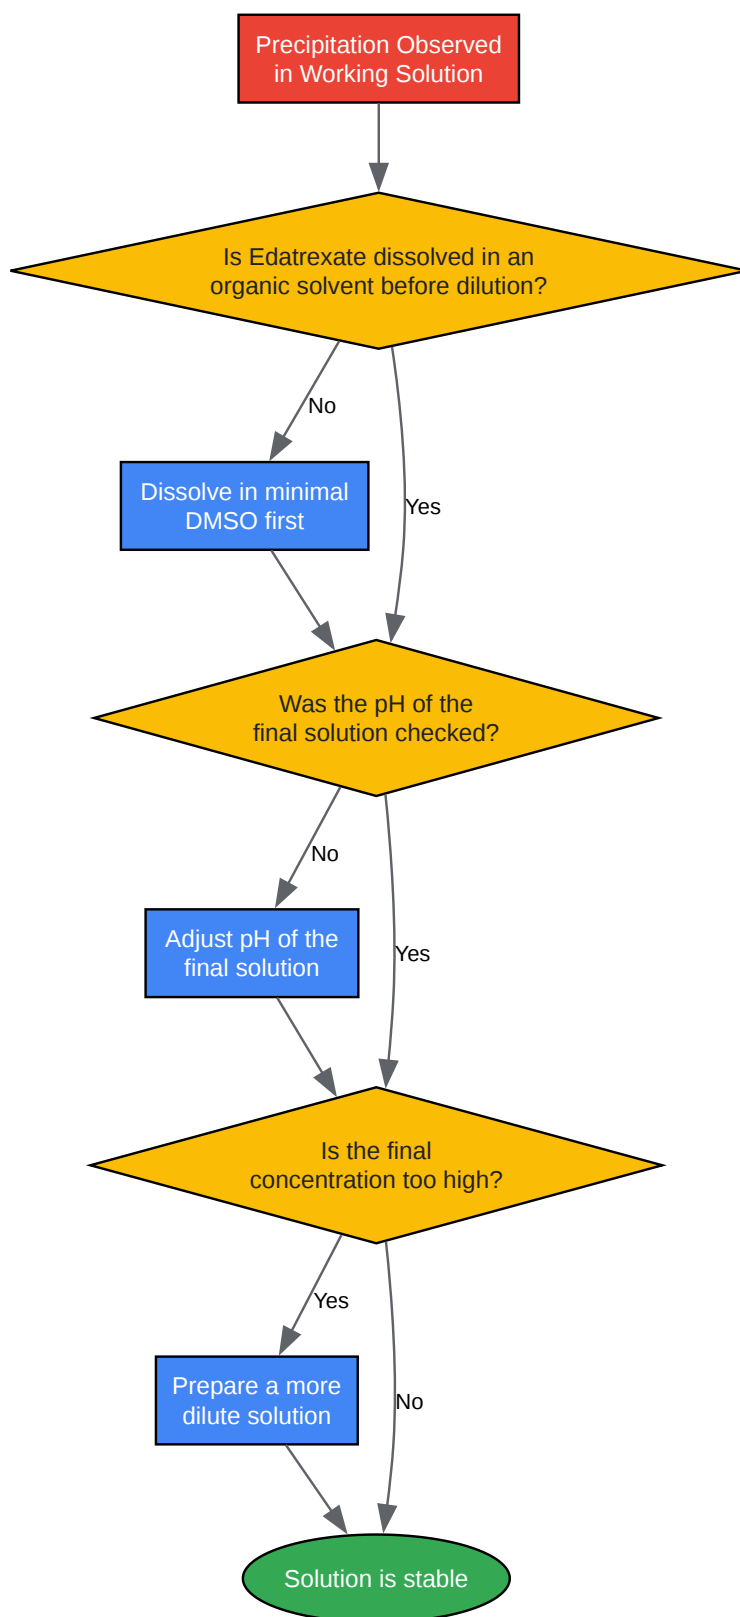 Precipitation Observed
in Working Solution
Is Edatrexate dissolved in an
organic solvent before dilution?
No
Dissolve in minimal
DMSO first
Yes
Was the pH of the
final solution checked?
No
Adjust pH of the
final solution
Yes
Is the final
concentration too high?
Yes
Prepare a more
dilute solution
No
Solution is stable